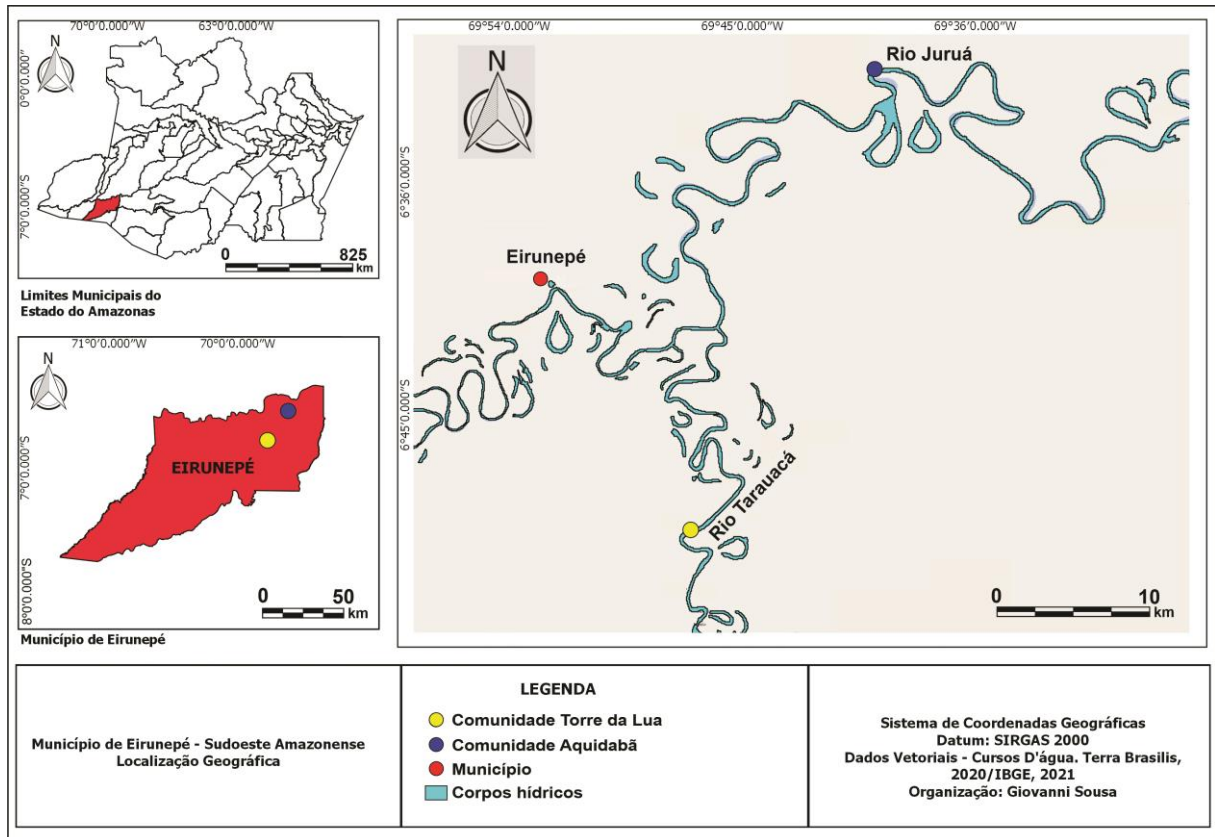 70°0'0.000"W
63°0'0.000"W
N
0°0'0.000"S
7°0'0.000"S
0
825
km
Limites Municipais do
Estado do Amazonas
71°0'0.000"W
70°0'0.000"W
N
7°0'0.000"S
8°0'0.000"S
EIRUNEPÉ
0
50
km
Município de Eirunepé
69°54'0.000"W
69°45'0.000"W
69°36'0.000"W
N
6°36'0.000"S
6°45'0.000"S
Rio Juruá
Eirunepé
Rio Tarauacá
0
10
km
Município de Eirunepé - Sudoeste Amazonense
Localização Geográfica
LEGENDA
Comunidade Torre da Lua
Comunidade Aquidabã
Município
Corpos hídricos
Sistema de Coordenadas Geográficas
Datum: SIRGAS 2000
Dados Vetoriais - Cursos D'água. Terra Brasilis,
2020/IBGE, 2021
Organização: Giovanni Sousa